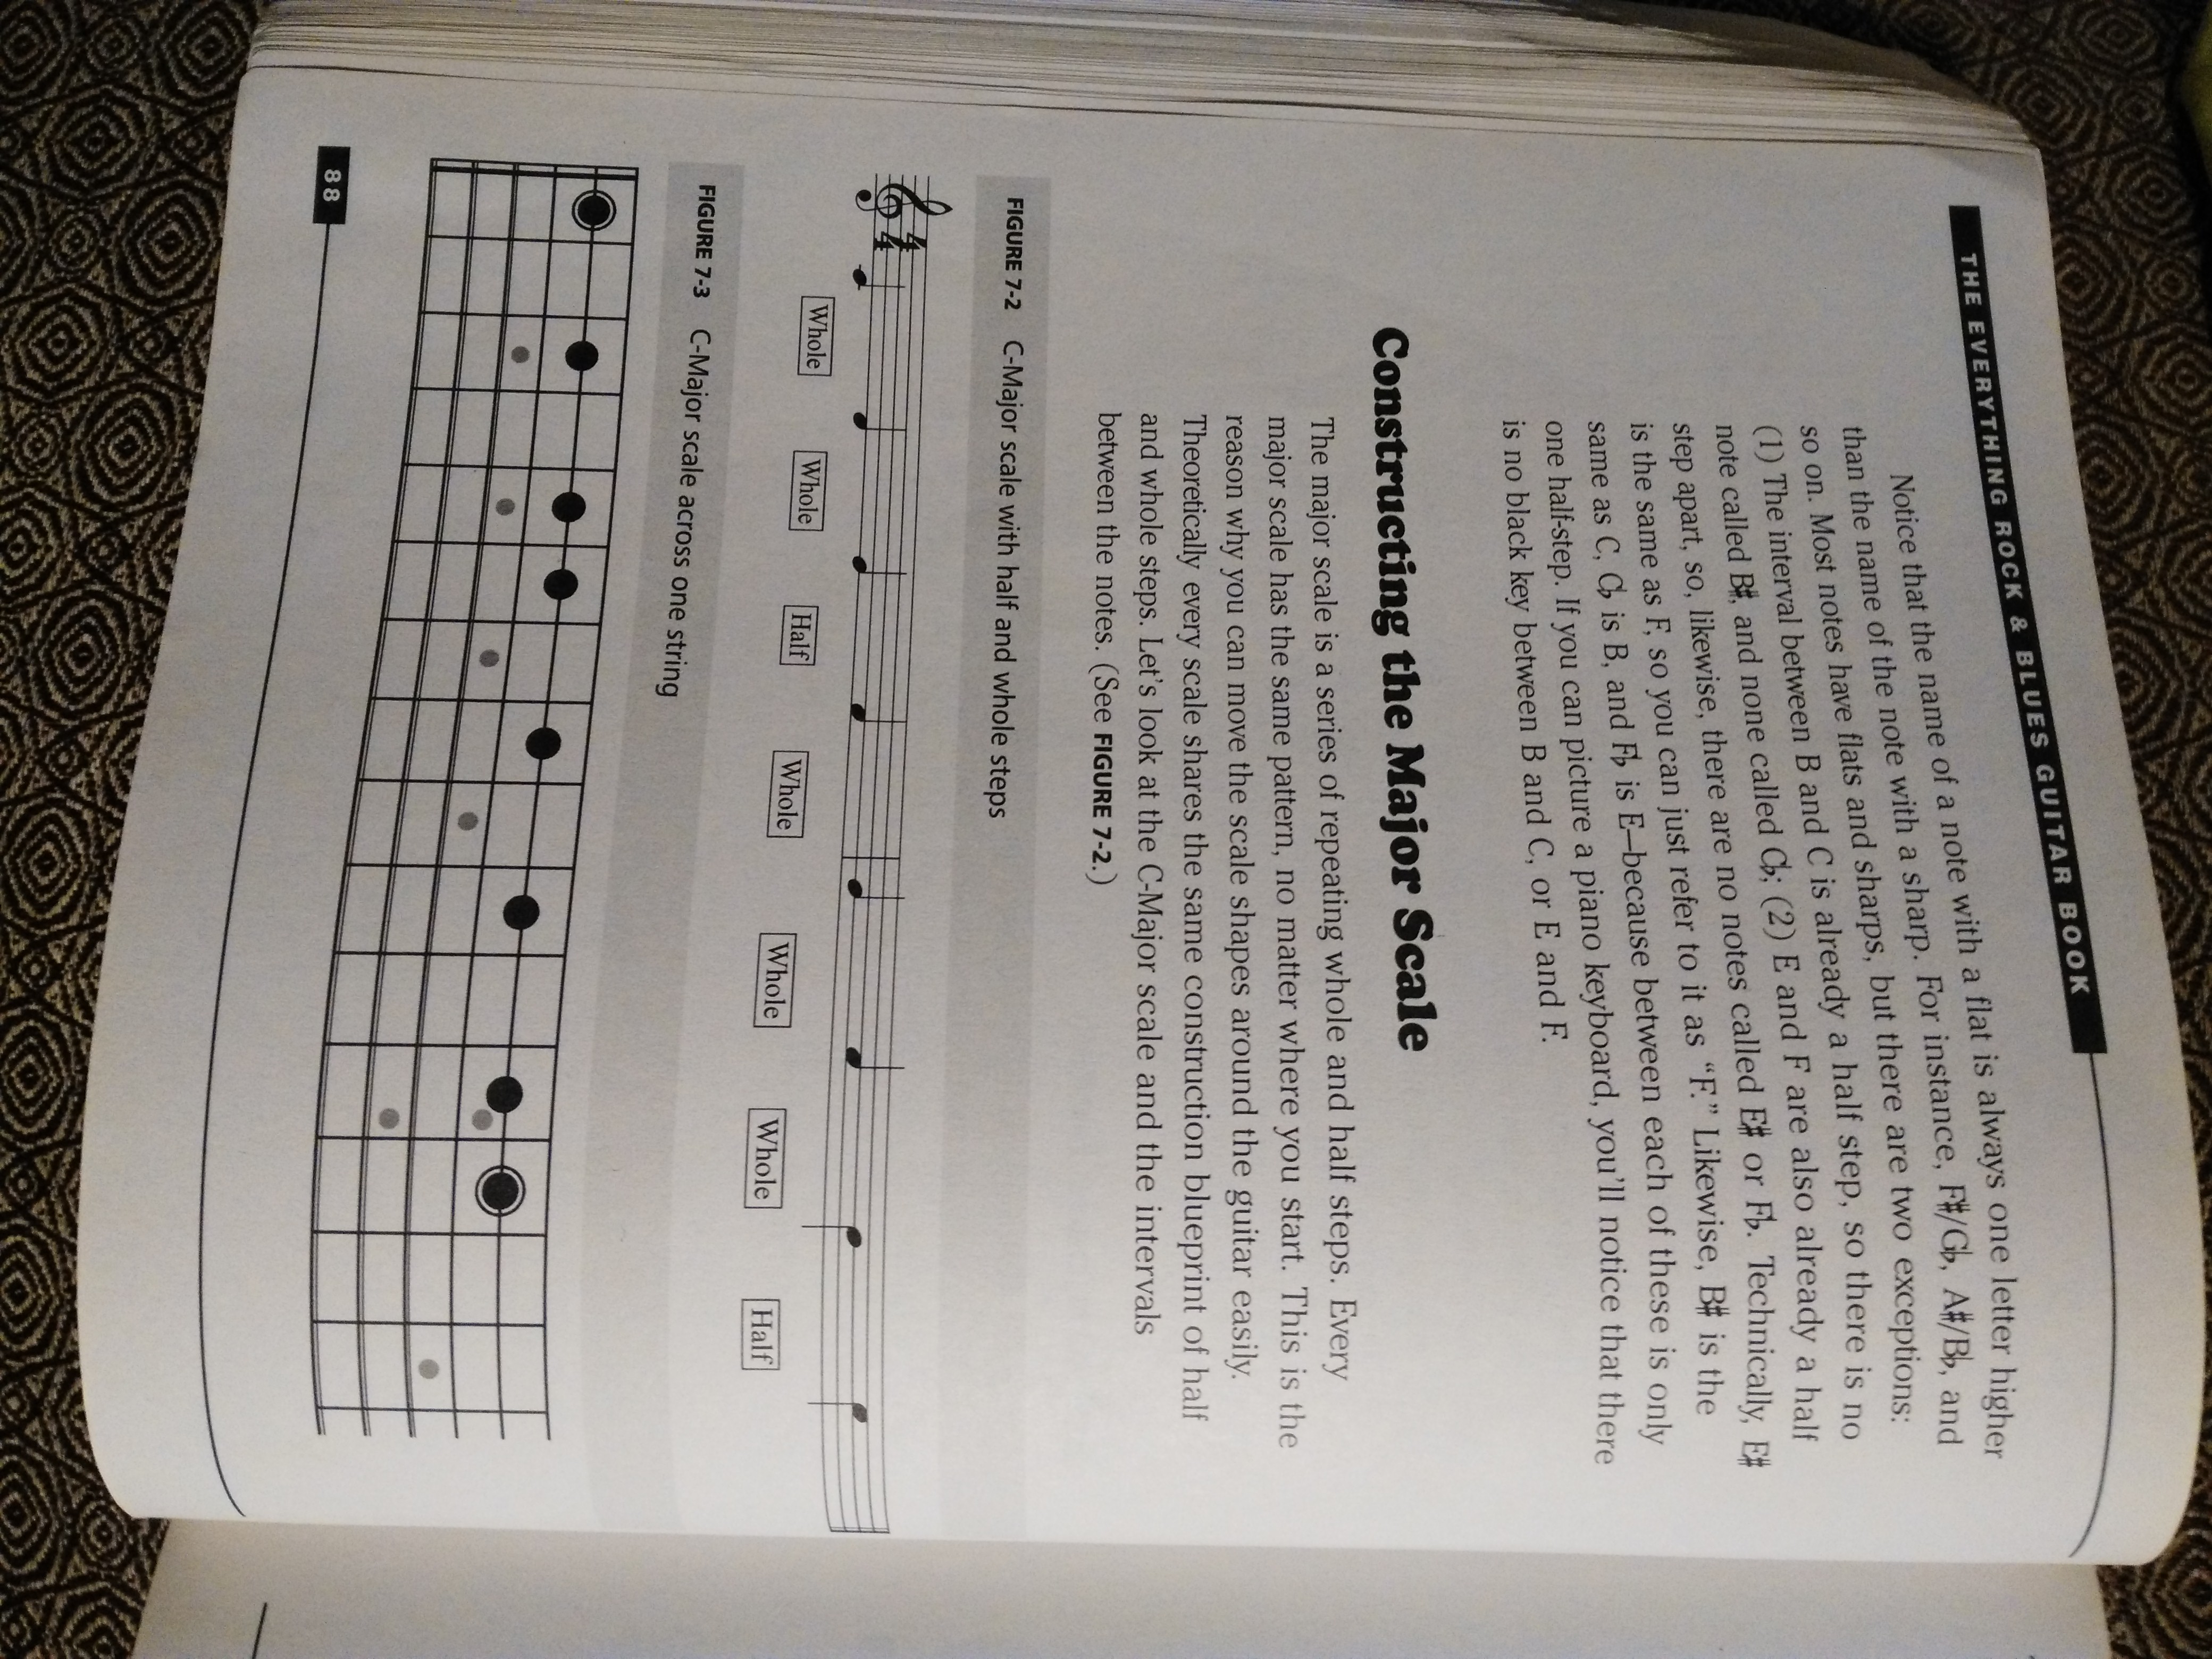 THE EVERYTHING ROCK & BLUES GUITAR BOOK
Notice that the name of a note with a flat is always one letter higher
than the name of the note with a sharp. For instance, F♯/G♭, A♯/B♭, and
so on. Most notes have flats and sharps, but there are two exceptions:
(1) The interval between B and C is already a half step, so there is no
note called B♯, and none called C♭; (2) E and F are also already a half
step apart, so, likewise, there are no notes called E♯ or F♭. Technically, E♯
is the same as F, so you can just refer to it as “F.” Likewise, B♯ is the
same as C, C♭ is B, and F♭ is E—because between each of these is only
one half-step. If you can picture a piano keyboard, you’ll notice that there
is no black key between B and C, or E and F.
Constructing the Major Scale
The major scale is a series of repeating whole and half steps. Every
major scale has the same pattern, no matter where you start. This is the
reason why you can move the scale shapes around the guitar easily.
Theoretically every scale shares the same construction blueprint of half
and whole steps. Let’s look at the C-Major scale and the intervals
between the notes. (See FIGURE 7-2.)
FIGURE 7-2 C-Major scale with half and whole steps
4
4
Whole Whole Half Whole Whole Whole Half
FIGURE 7-3 C-Major scale across one string
88